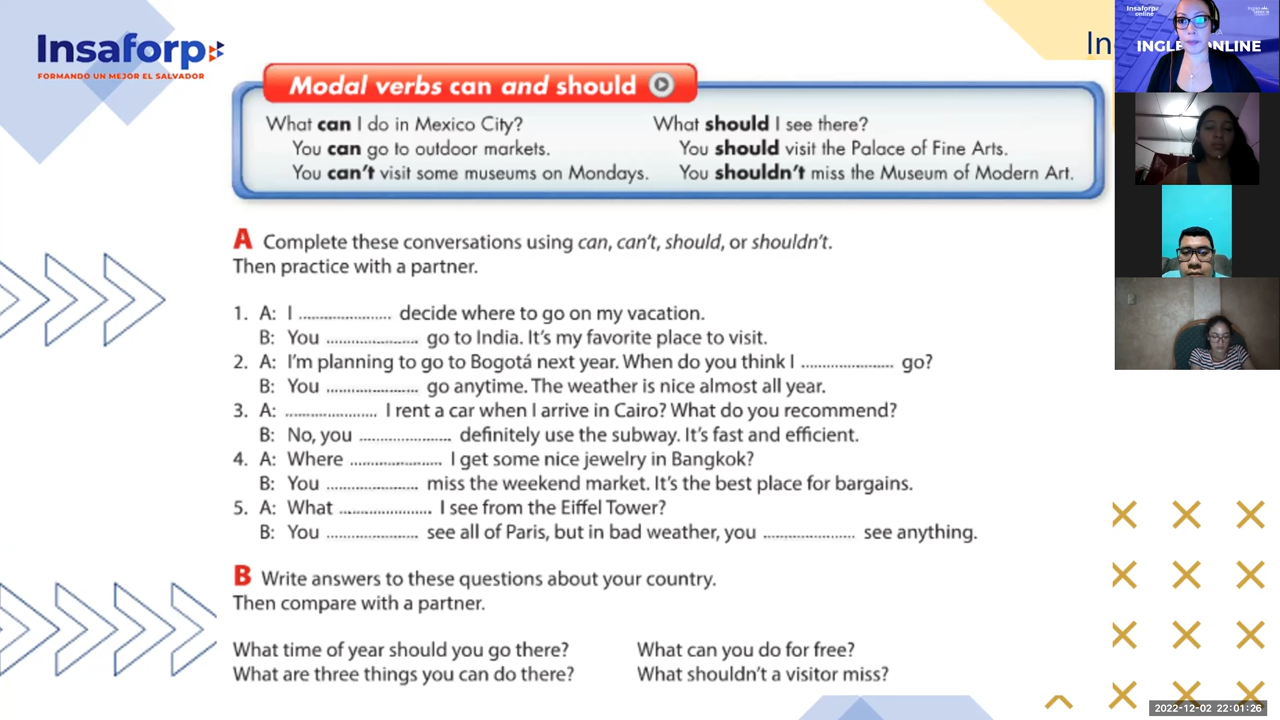 Insaforp
FORMANDO UN MEJOR EL SALVADOR
In
Insaforp
online
INGLE ONLINE
Modal verbs can and should
What can I do in Mexico City?
You can go to outdoor markets.
You can't visit some museums on Mondays.
What should I see there?
You should visit the Palace of Fine Arts.
You shouldn't miss the Museum of Modern Art.
A Complete these conversations using can, can't, should, or shouldn't.
Then practice with a partner.
1. A: I .................... decide where to go on my vacation.
B: You .................... go to India. It's my favorite place to visit.
2. A: I'm planning to go to Bogotá next year. When do you think I .................... go?
B: You .................... go anytime. The weather is nice almost all year.
3. A: .................... I rent a car when I arrive in Cairo? What do you recommend?
B: No, you .................... definitely use the subway. It's fast and efficient.
4. A: Where .................... I get some nice jewelry in Bangkok?
B: You .................... miss the weekend market. It's the best place for bargains.
5. A: What .................... I see from the Eiffel Tower?
B: You .................... see all of Paris, but in bad weather, you .................... see anything.
B Write answers to these questions about your country.
Then compare with a partner.
What time of year should you go there?
What are three things you can do there?
What can you do for free?
What shouldn't a visitor miss?
2022-12-02 22:01:26